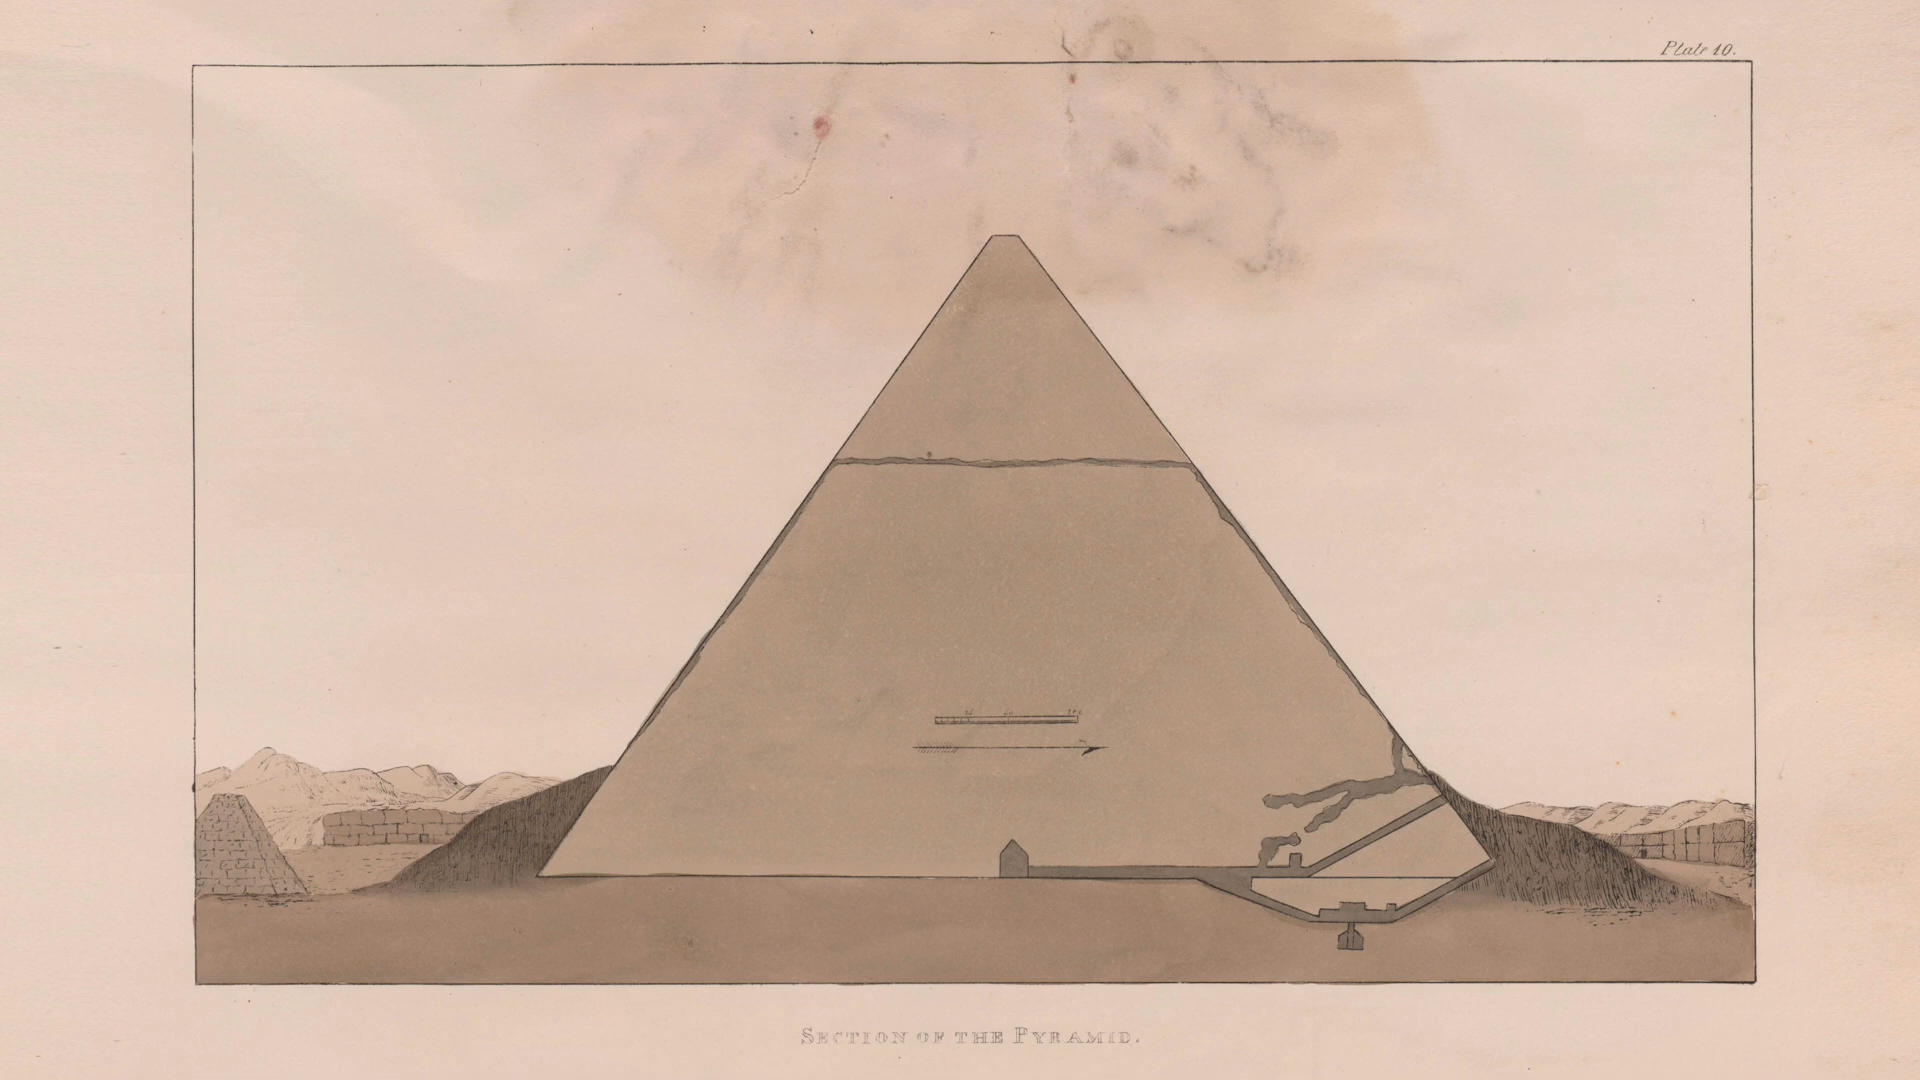 Plate 10.
SECTION OF THE PYRAMID.